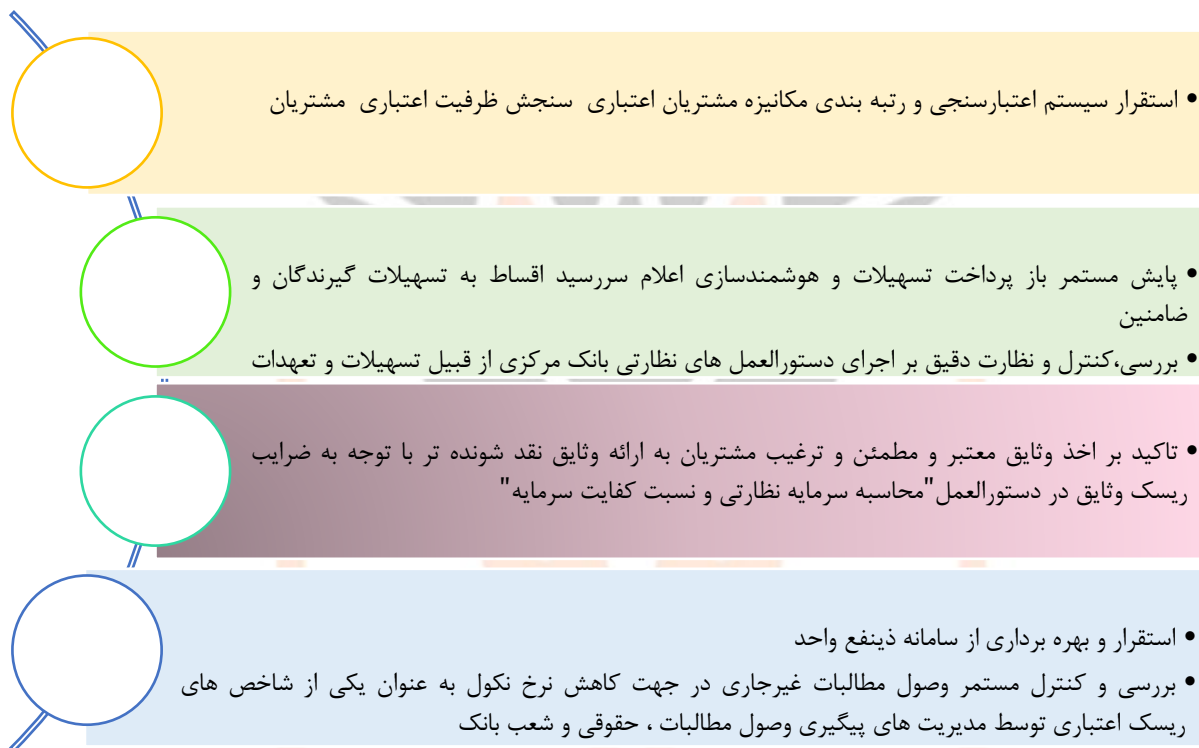 • استقرار سیستم اعتبارسنجی و رتبه بندی مکانیزه مشتریان اعتباری سنجش ظرفیت اعتباری مشتریان
• پایش مستمر باز پرداخت تسهیلات و هوشمندسازی اعلام سررسید اقساط به تسهیلات گیرندگان و
ضامنین
• بررسی،کنترل و نظارت دقیق بر اجرای دستورالعمل های نظارتی بانک مرکزی از قبیل تسهیلات و تعهدات
• تاکید بر اخذ وثایق معتبر و مطمئن و ترغیب مشتریان به ارائه وثایق نقد شونده تر با توجه به ضرایب
ریسک وثایق در دستورالعمل"محاسبه سرمایه نظارتی و نسبت کفایت سرمایه"
• استقرار و بهره برداری از سامانه ذینفع واحد
• بررسی و کنترل مستمر وصول مطالبات غیرجاری در جهت کاهش نرخ نکول به عنوان یکی از شاخص های
ریسک اعتباری توسط مدیریت های پیگیری وصول مطالبات ، حقوقی و شعب بانک